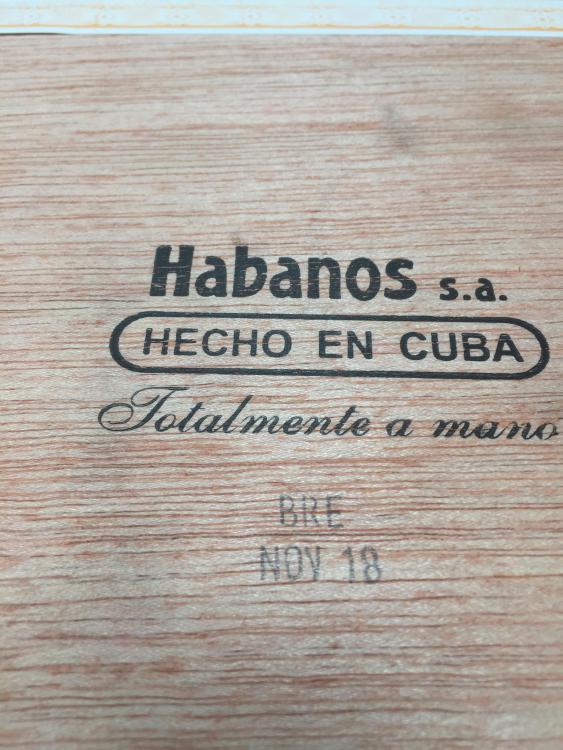 Habanos s.a.
HECHO EN CUBA
Totalmente a mano
BRE
NOV 18